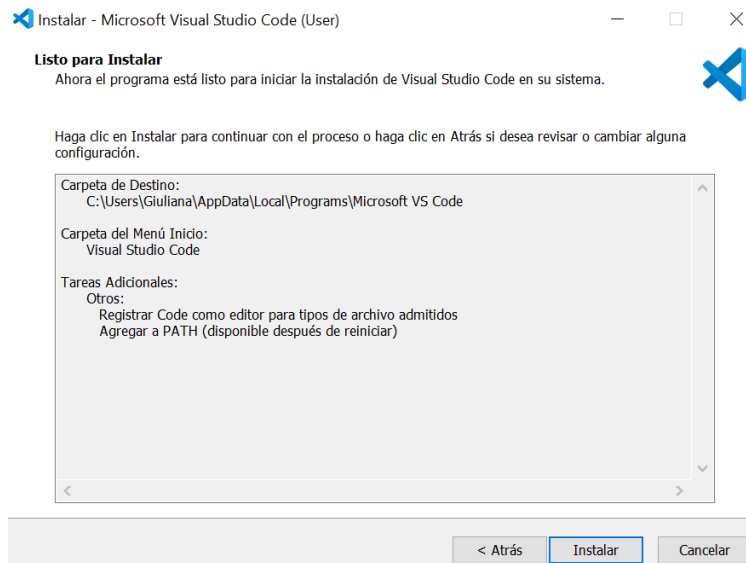 Instalar - Microsoft Visual Studio Code (User)
Listo para Instalar
Ahora el programa está listo para iniciar la instalación de Visual Studio Code en su sistema.
Haga clic en Instalar para continuar con el proceso o haga clic en Atrás si desea revisar o cambiar alguna
configuración.
Carpeta de Destino:
C:\Users\Giuliana\AppData\Local\Programs\Microsoft VS Code
Carpeta del Menú Inicio:
Visual Studio Code
Tareas Adicionales:
Otros:
Registrar Code como editor para tipos de archivo admitidos
Agregar a PATH (disponible después de reiniciar)
< Atrás Instalar Cancelar